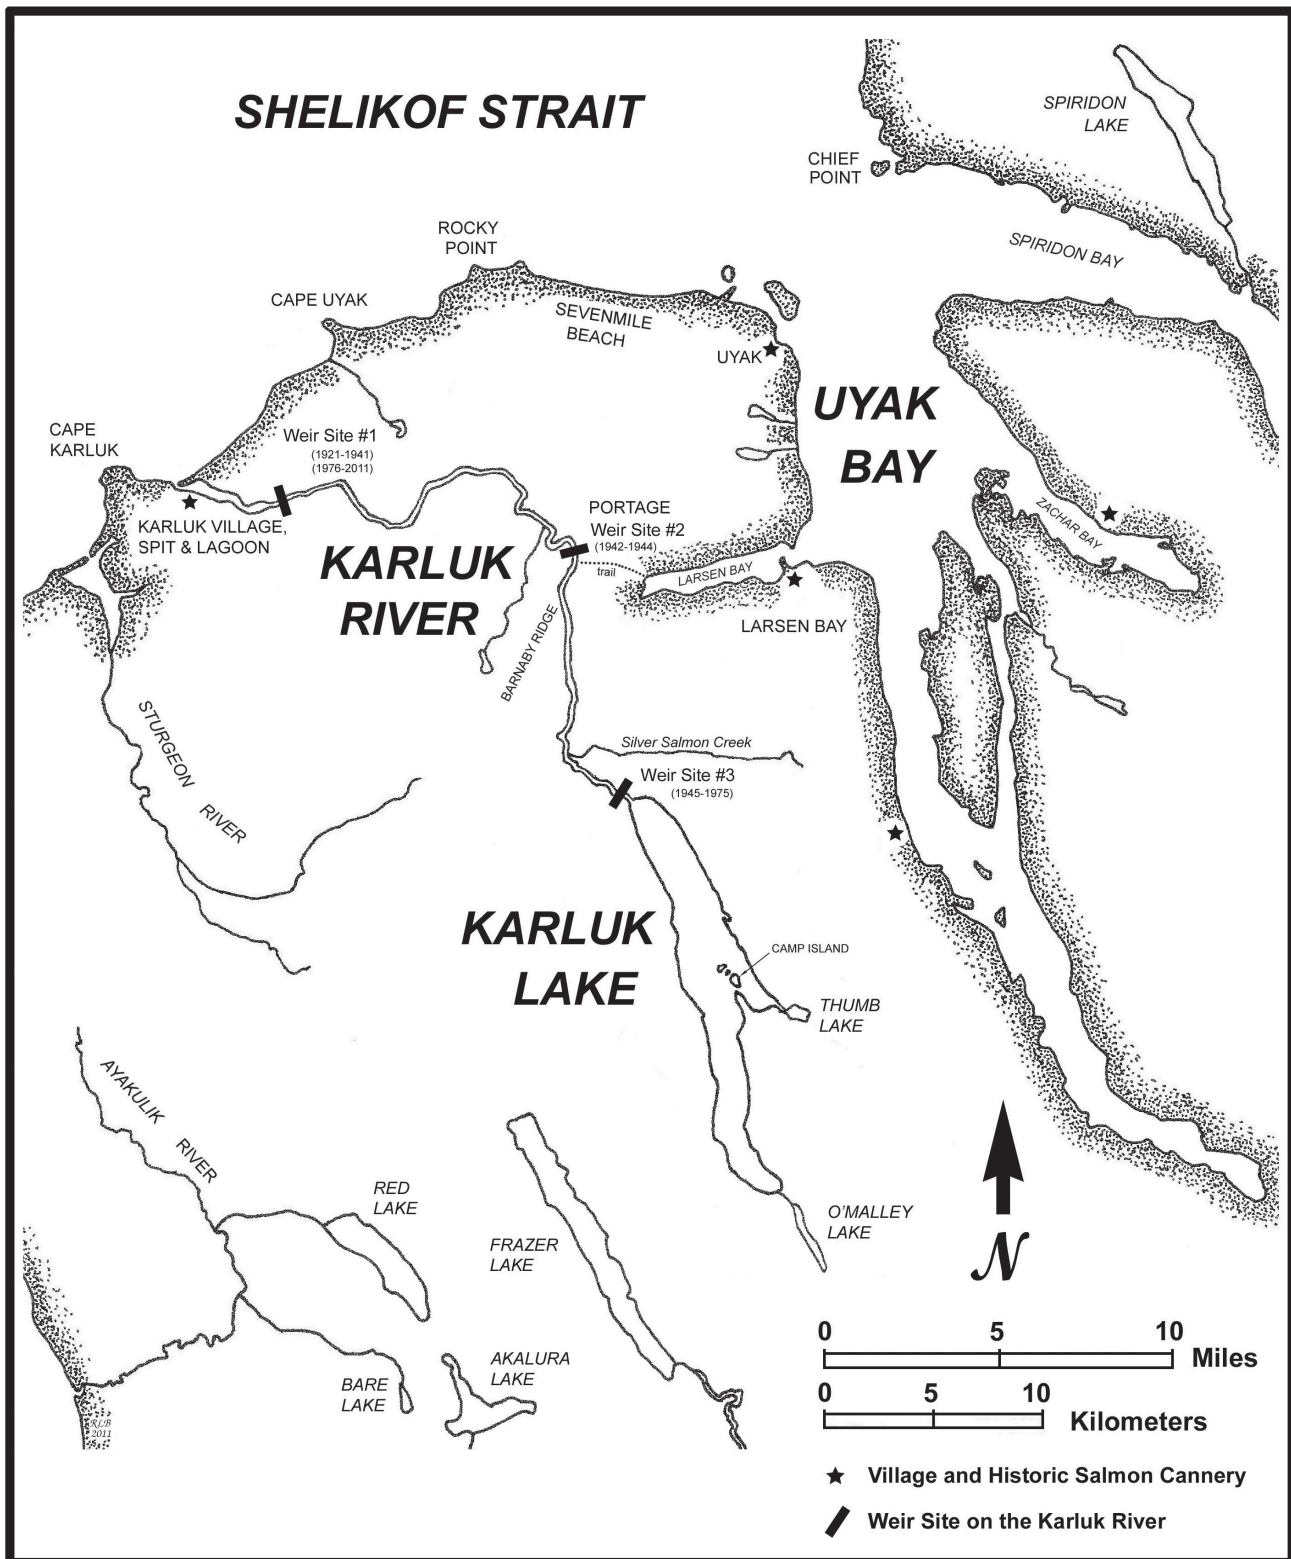 SHELIKOF STRAIT
SPIRIDON
LAKE
CHIEF
POINT
SPIRIDON BAY
ROCKY
POINT
CAPE UYAK
SEVENMILE
BEACH
UYAK
UYAK
BAY
CAPE
KARLUK
Weir Site #1
(1921-1941)
(1976-2011)
KARLUK VILLAGE,
SPIT & LAGOON
PORTAGE
Weir Site #2
(1942-1944)
trail
ZACHAR BAY
KARLUK
RIVER
LARSEN BAY
LARSEN BAY
BARNABY RIDGE
STURGEON
RIVER
Silver Salmon Creek
Weir Site #3
(1945-1975)
KARLUK
LAKE
CAMP ISLAND
THUMB
LAKE
AYAKULIK
RIVER
RED
LAKE
FRAZER
LAKE
O'MALLEY
LAKE
N
AKALURA
LAKE
BARE
LAKE
RLB
2011
0 5 10
Miles
0 5 10
Kilometers
Village and Historic Salmon Cannery
Weir Site on the Karluk River